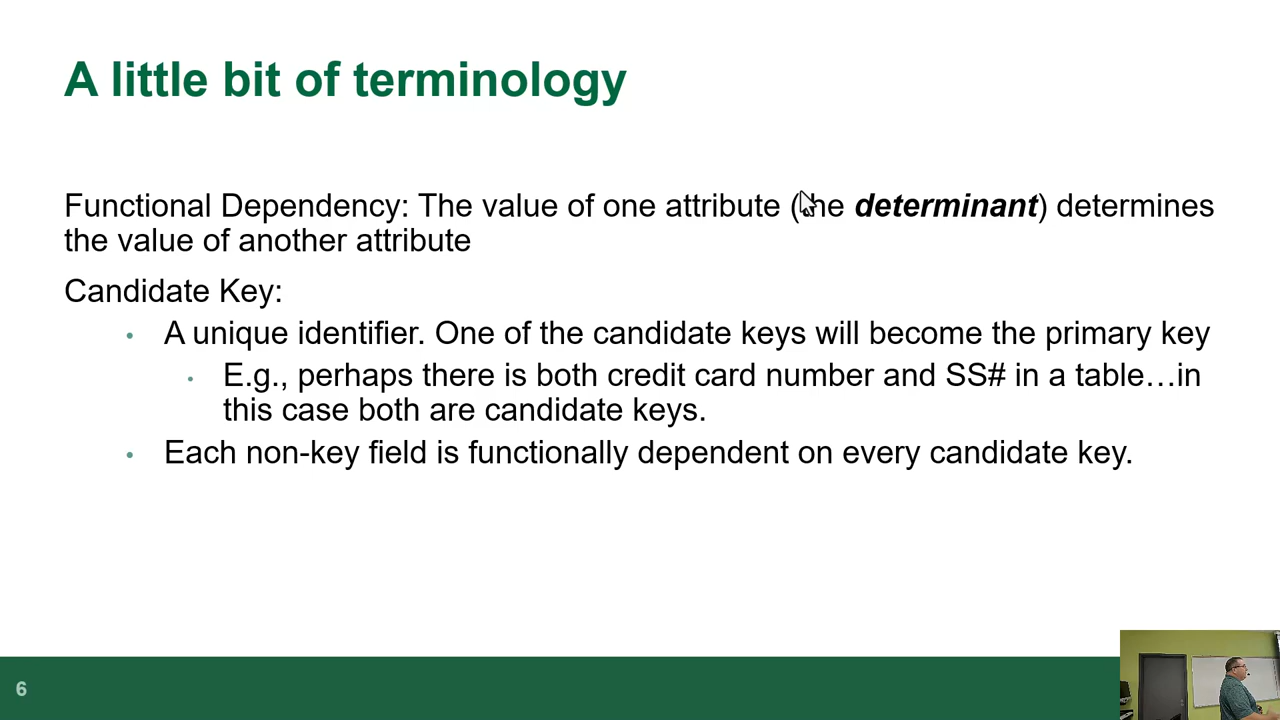 A little bit of terminology
Functional Dependency: The value of one attribute (the determinant) determines
the value of another attribute
Candidate Key:
• A unique identifier. One of the candidate keys will become the primary key
• E.g., perhaps there is both credit card number and SS# in a table…in
this case both are candidate keys.
• Each non-key field is functionally dependent on every candidate key.
6